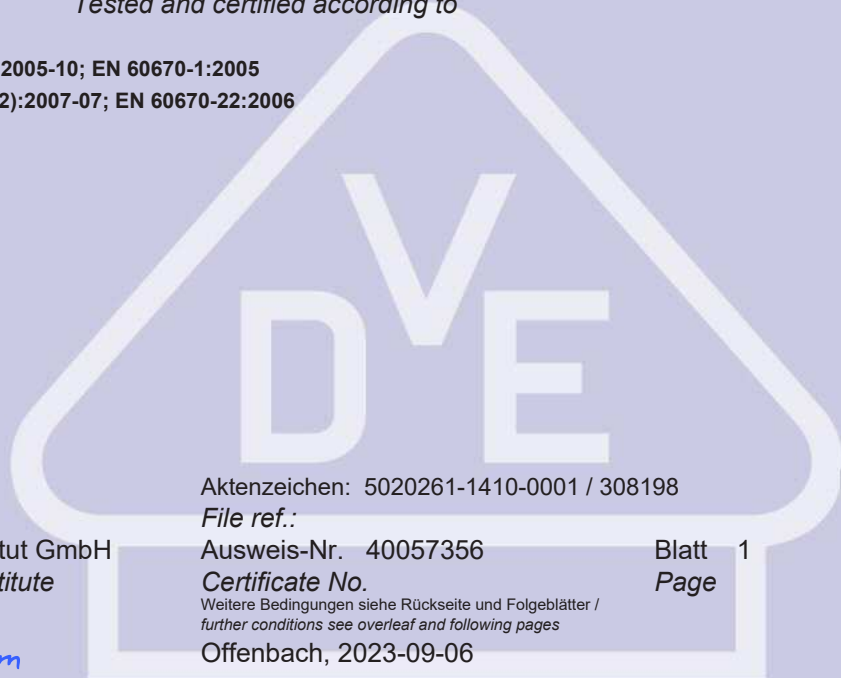 Tested and certified according to
2005-10; EN 60670-1:2005
2):2007-07; EN 60670-22:2006
VDE
Aktenzeichen: 5020261-1410-0001 / 308198
File ref.:
tut GmbH Ausweis-Nr. 40057356 Blatt 1
titute Certificate No. Page
Weitere Bedingungen siehe Rückseite und Folgeblätter /
further conditions see overleaf and following pages
Offenbach, 2023-09-06